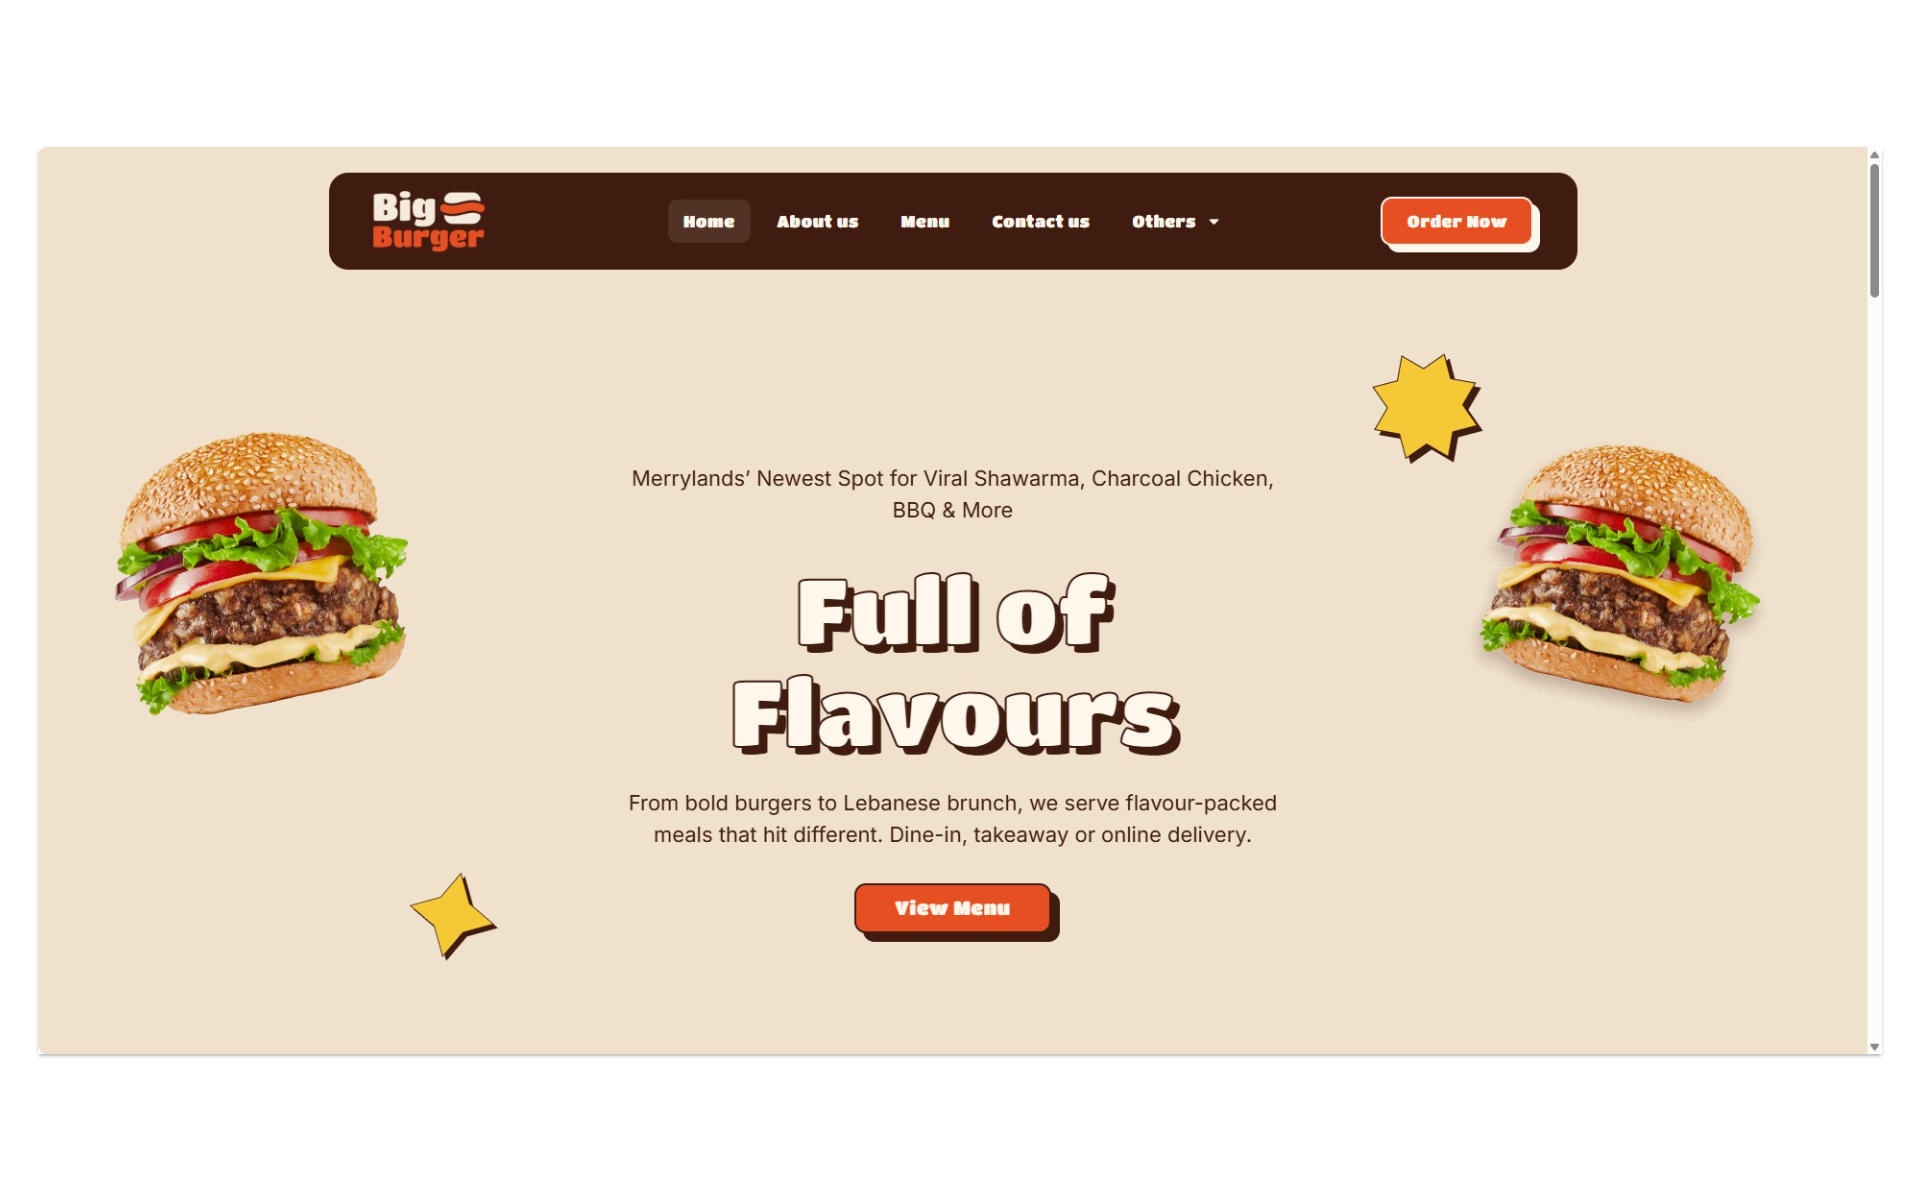 Big
Burger
Home
About us
Menu
Contact us
Others
Order Now
Merrylands’ Newest Spot for Viral Shawarma, Charcoal Chicken,
BBQ & More
Full of
Flavours
From bold burgers to Lebanese brunch, we serve flavour-packed
meals that hit different. Dine-in, takeaway or online delivery.
View Menu